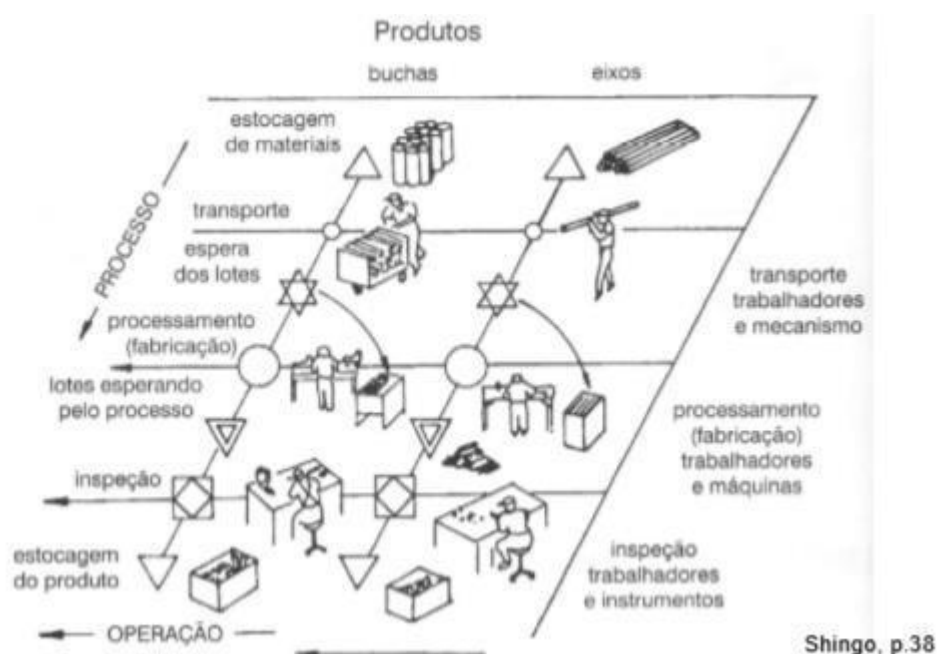 Produtos
buchas
eixos
estocagem
de materiais
PROCESSO
transporte
espera
dos lotes
transporte
trabalhadores
e mecanismo
processamento
(fabricação)
lotes esperando
pelo processo
processamento
(fabricação)
trabalhadores
e máquinas
inspeção
estocagem
do produto
inspeção
trabalhadores
e instrumentos
OPERAÇÃO
Shingo, p.38